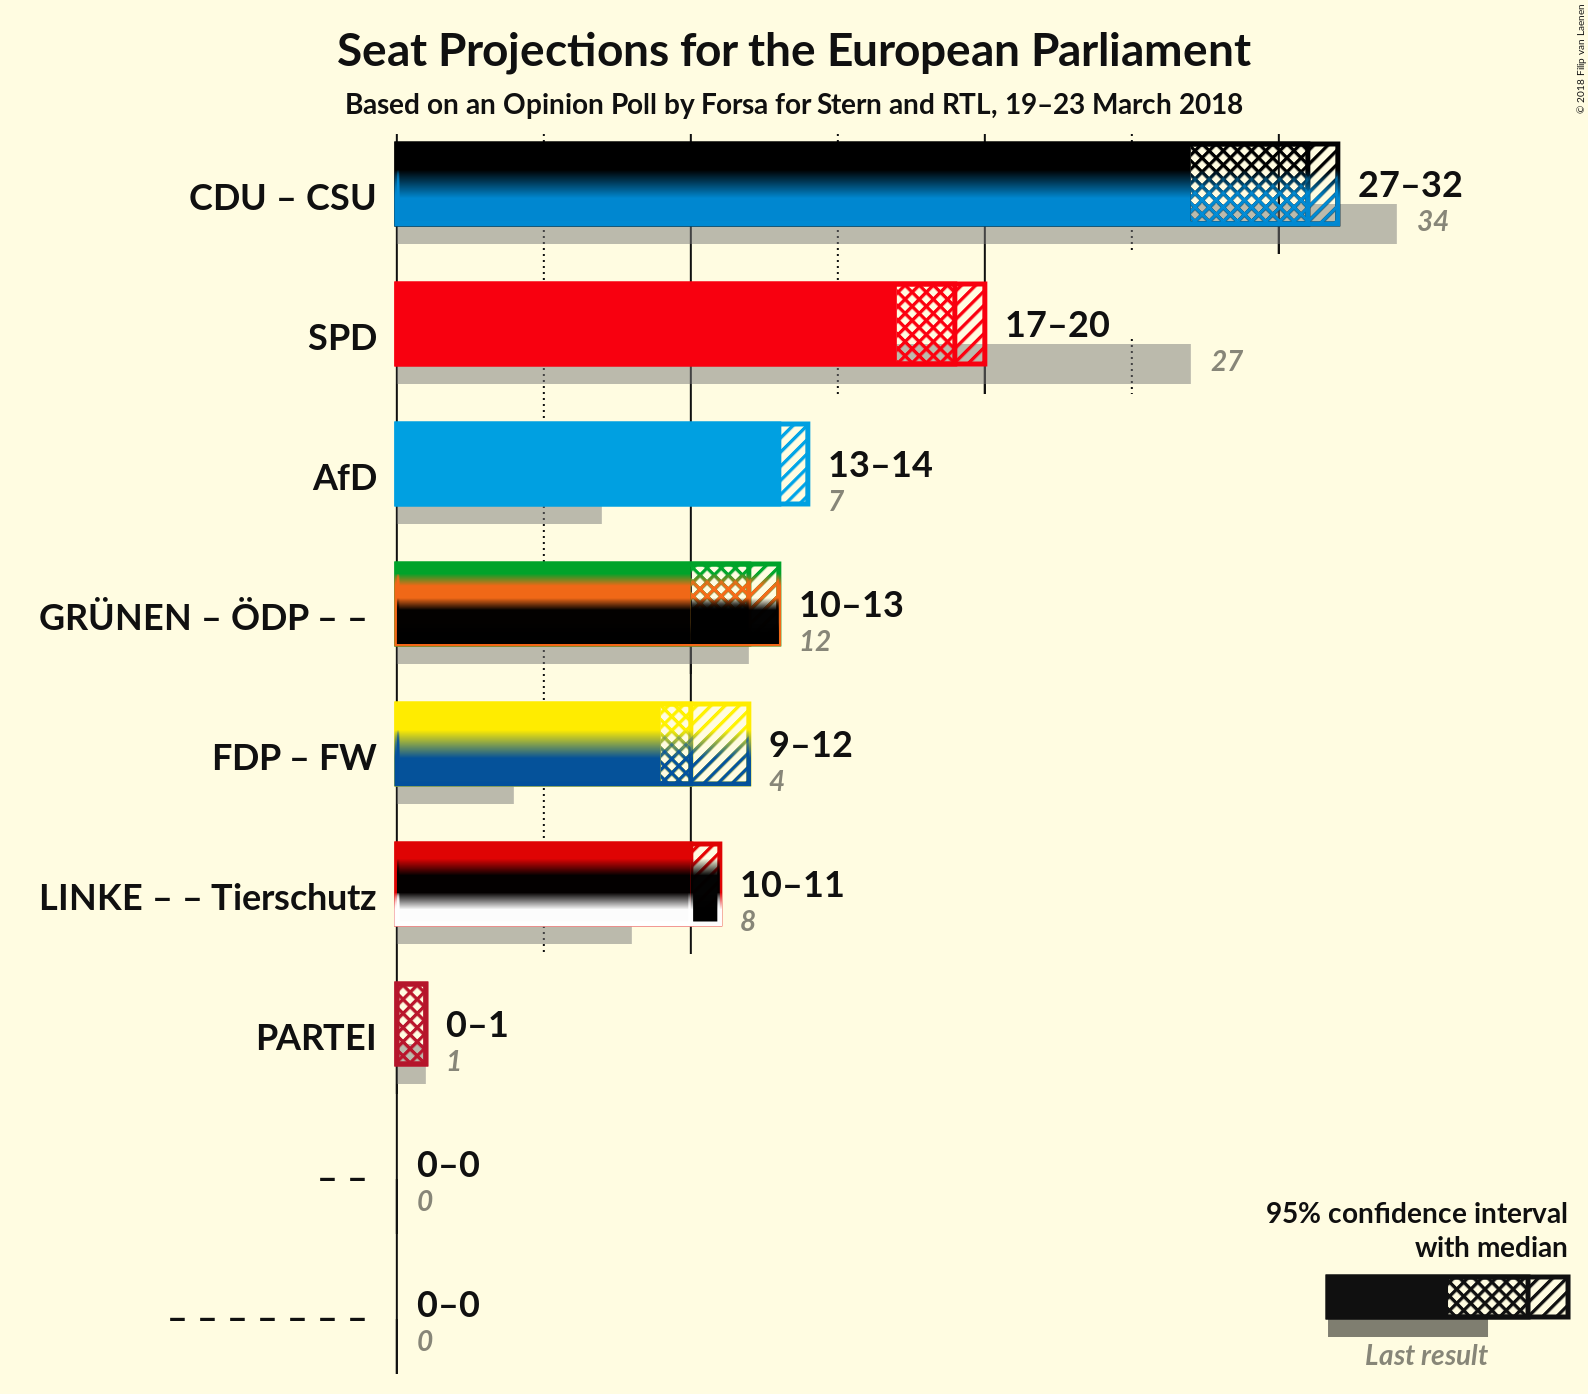 Seat Projections for the European Parliament
Based on an Opinion Poll by Forsa for Stern and RTL, 19–23 March 2018
© 2018 Filip van Laenen
CDU – CSU
27–32
34
SPD
17–20
27
AfD
13–14
7
GRÜNEN – ÖDP – –
10–13
12
FDP – FW
9–12
4
LINKE – – Tierschutz
10–11
8
PARTEI
0–1
1
– –
0–0
0
– – – – – – –
0–0
0
95% confidence interval
with median
Last result